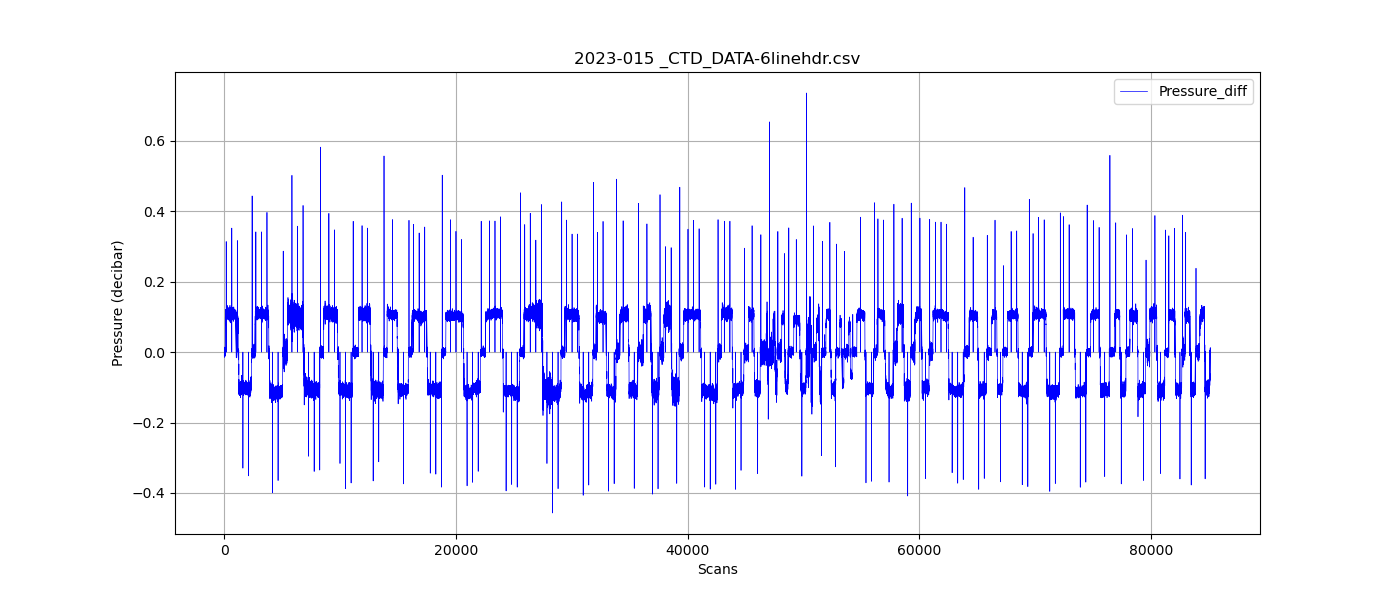 2023-015 _CTD_DATA-6linehdr.csv
Pressure_diff
Pressure (decibar)
0.6
0.4
0.2
0.0
−0.2
−0.4
0 20000 40000 60000 80000
Scans